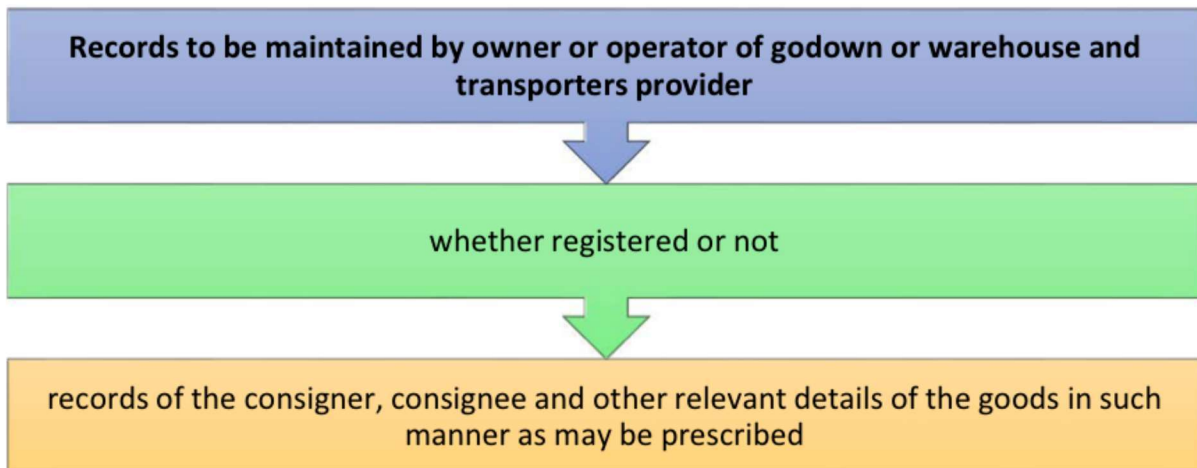 Records to be maintained by owner or operator of godown or warehouse and
transporters provider
whether registered or not
records of the consigner, consignee and other relevant details of the goods in such
manner as may be prescribed